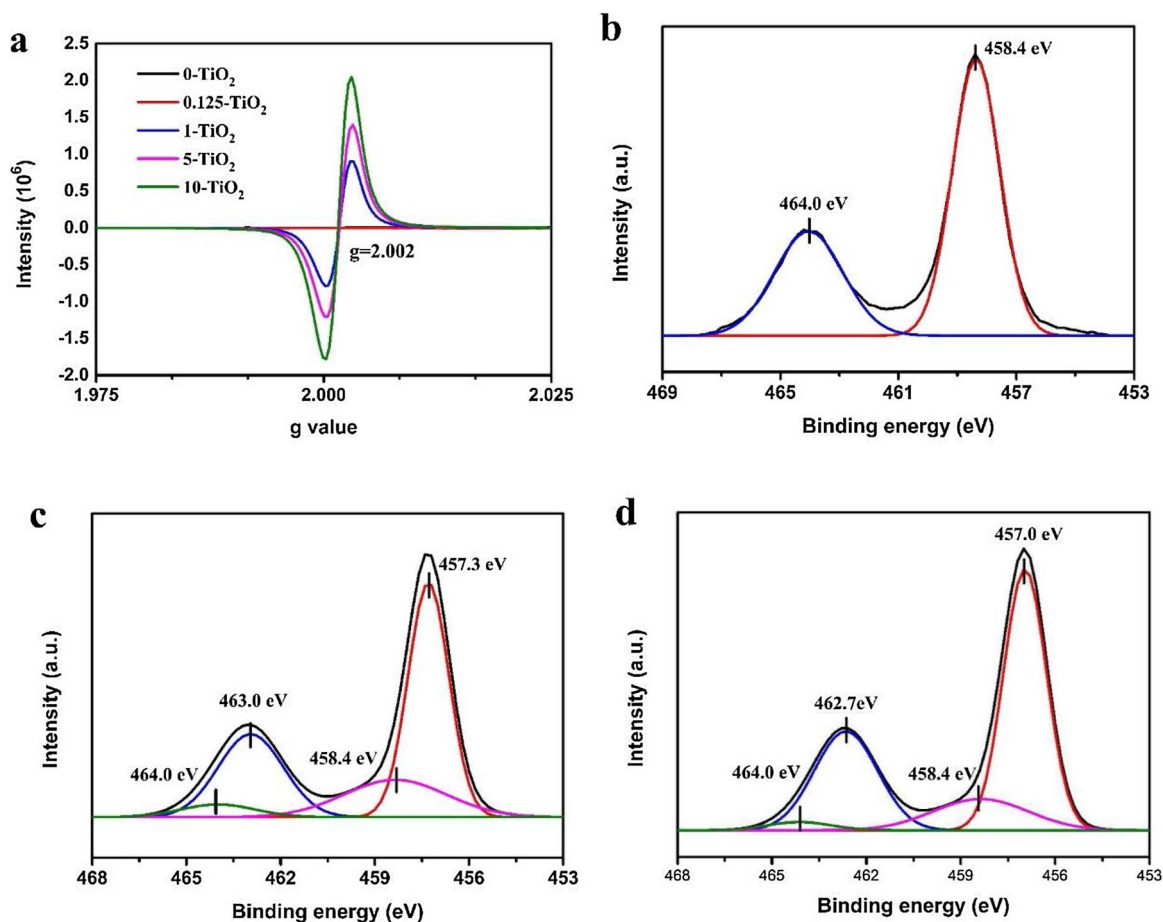 a
2.5
2.0
1.5
1.0
0.5
0.0
-0.5
-1.0
-1.5
-2.0
Intensity (10⁶)
0-TiO₂
0.125-TiO₂
1-TiO₂
5-TiO₂
10-TiO₂
g=2.002
1.975 2.000 2.025
g value
b
458.4 eV
464.0 eV
Intensity (a.u.)
469 465 461 457 453
Binding energy (eV)
c
457.3 eV
463.0 eV
458.4 eV
464.0 eV
Intensity (a.u.)
468 465 462 459 456 453
Binding energy (eV)
d
457.0 eV
462.7eV
458.4 eV
464.0 eV
Intensity (a.u.)
468 465 462 459 456 453
Binding energy (eV)